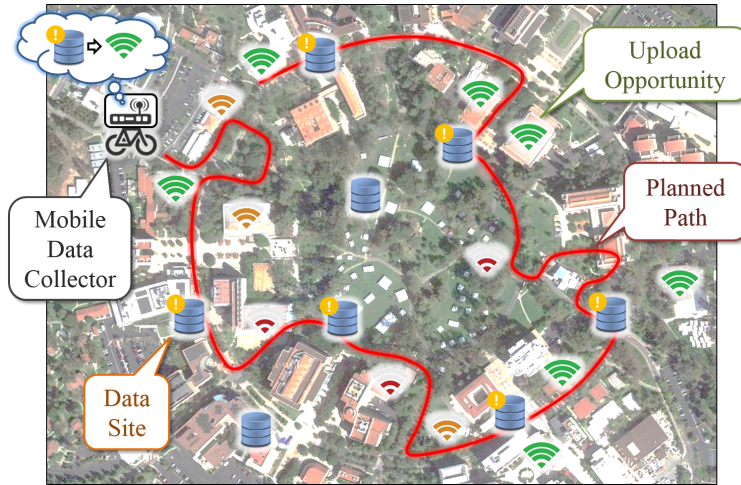 !
Upload
Opportunity
!
!
Planned
Path
Mobile
Data
Collector
!
!
!
Data
Site
!